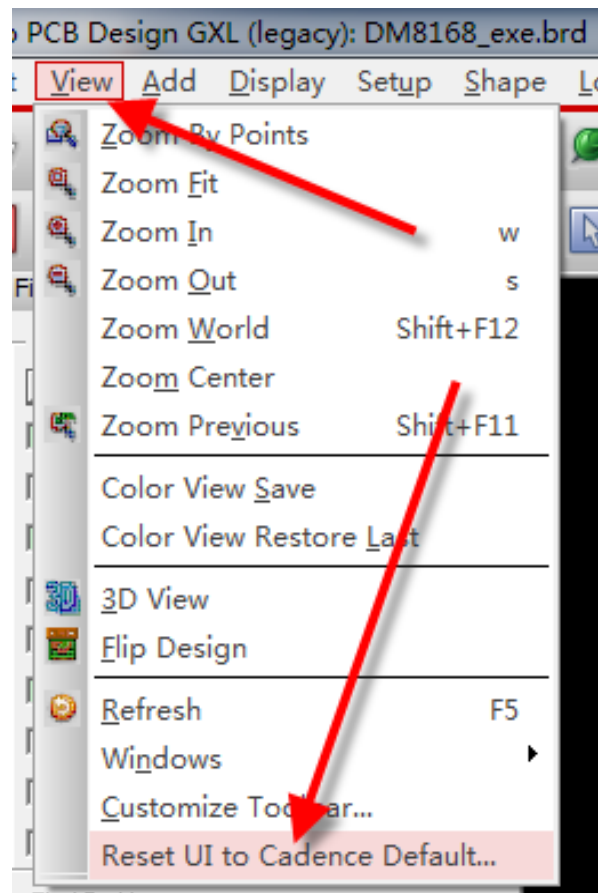 PCB Design GXL (legacy): DM8168_exe.brd
View Add Display Setup Shape
Zoom By Points
Zoom Fit
Zoom In w
Zoom Out s
Zoom World Shift+F12
Zoom Center
Zoom Previous Shift+F11
Color View Save
Color View Restore Last
3D View
Flip Design
Refresh F5
Windows
Customize Toolbar...
Reset UI to Cadence Default...